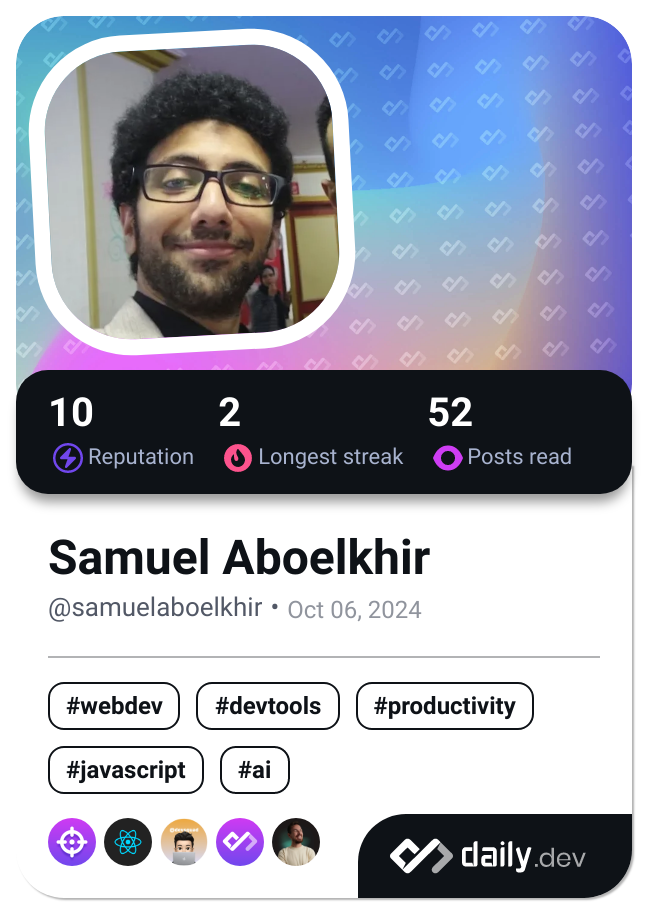 10 2 52
Reputation Longest streak Posts read
Samuel Aboelkhir
@samuelaboelkhir • Oct 06, 2024
#webdev #devtools #productivity
#javascript #ai
daily.dev